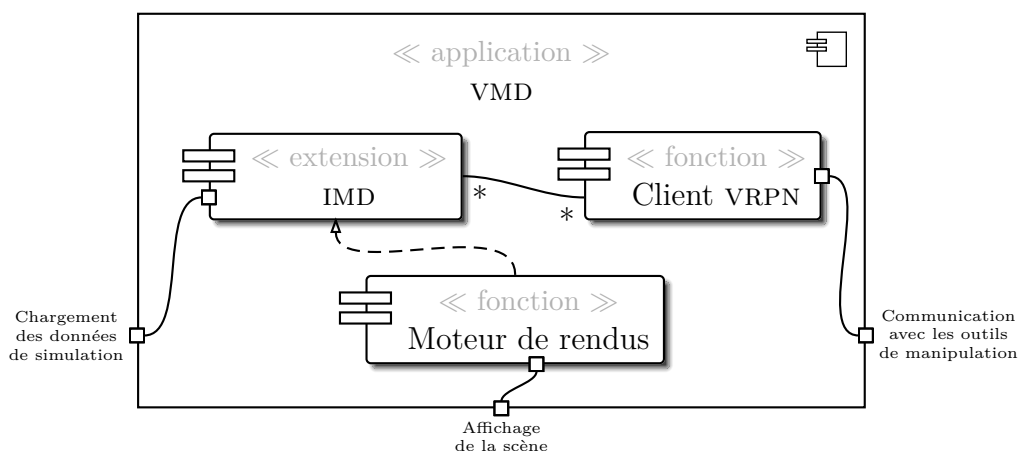 ≪ application ≫
VMD
≪ extension ≫
IMD
*
≪ fonction ≫
Client VRPN
*
≪ fonction ≫
Moteur de rendus
Chargement
des données
de simulation
Communication
avec les outils
de manipulation
Affichage
de la scène